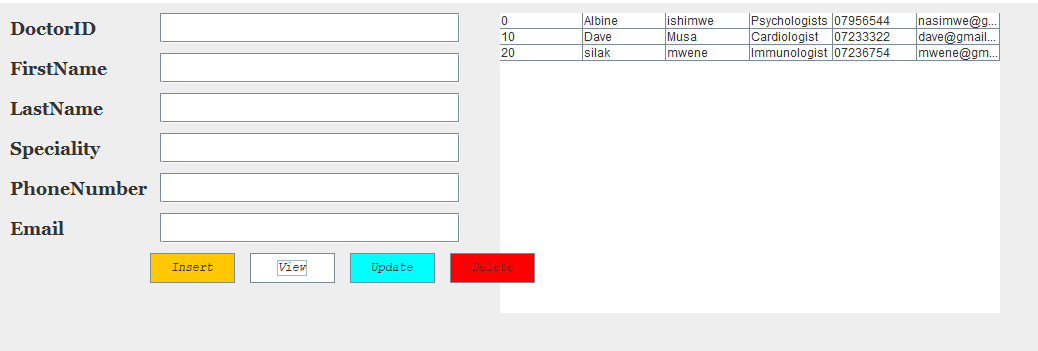 DoctorID
FirstName
LastName
Speciality
PhoneNumber
Email
Insert View Update Delete
0 Albine ishimwe Psychologists 07956544 nasimwe@g...
10 Dave Musa Cardiologist 07233322 dave@gmail...
20 silak mwene Immunologist 07236754 mwene@gm...